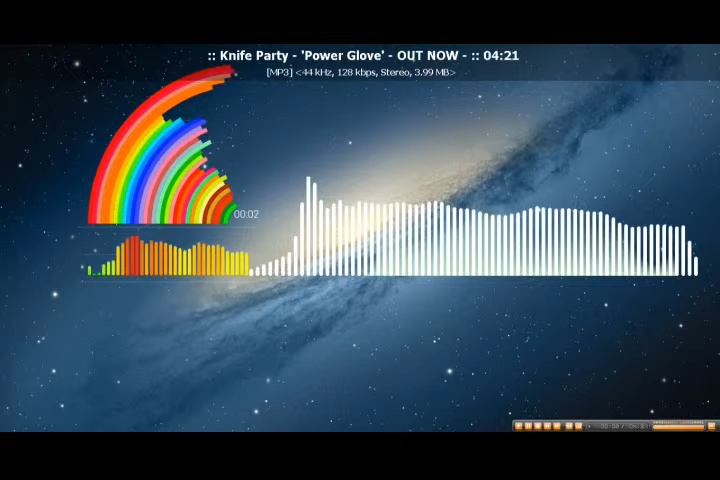 :: Knife Party - 'Power Glove' - OUT NOW - :: 04:21
[MP3] <44 kHz, 128 kbps, Stereo, 3.99 MB>
00:02